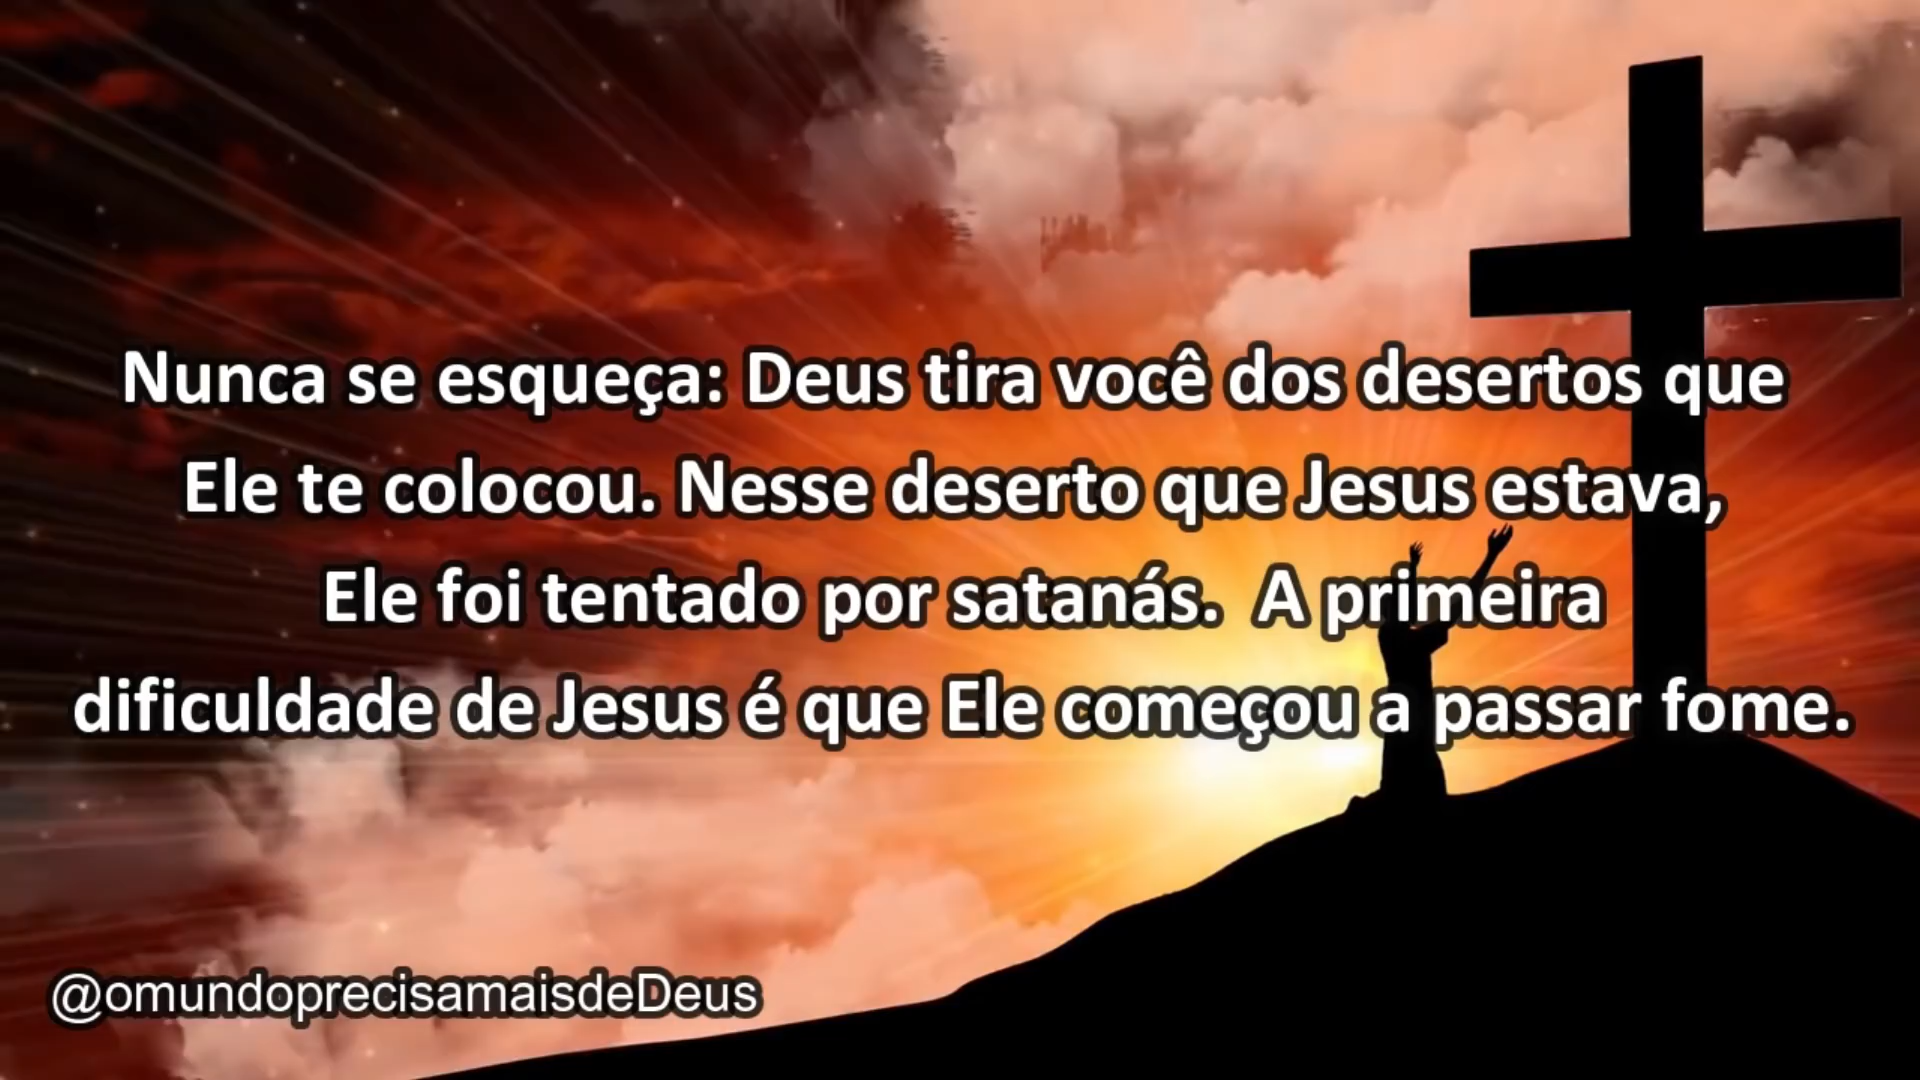 Nunca se esqueça: Deus tira você dos desertos que
Ele te colocou. Nesse deserto que Jesus estava,
Ele foi tentado por satanás.  A primeira
dificuldade de Jesus é que Ele começou a passar fome.
@omundoprecisamaisdeDeus